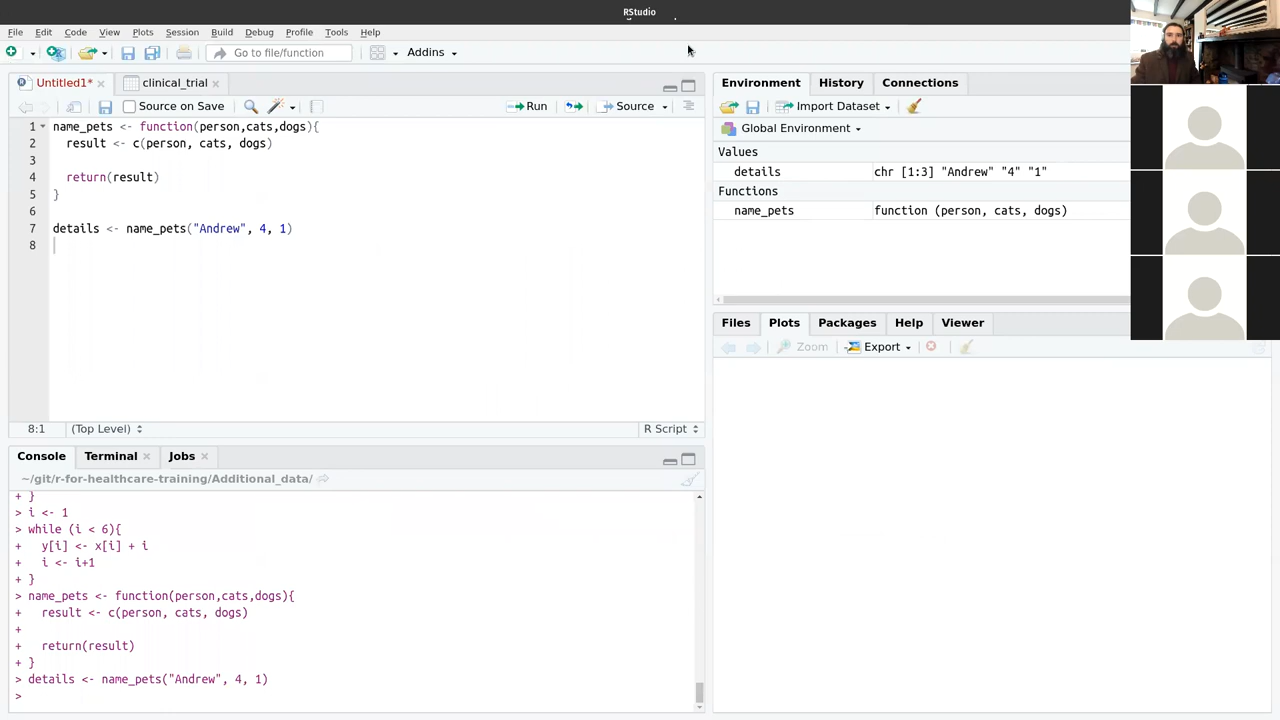 RStudio
File Edit Code View Plots Session Build Debug Profile Tools Help
Go to file/function Addins
Untitled1* clinical_trial
Source on Save Run Source
1 name_pets <- function(person,cats,dogs){
2 result <- c(person, cats, dogs)
3
4 return(result)
5 }
6
7 details <- name_pets("Andrew", 4, 1)
8
8:1 (Top Level) R Script
Console Terminal Jobs
~/git/r-for-healthcare-training/Additional_data/
+ }
> i <- 1
> while (i < 6){
+ y[i] <- x[i] + i
+ i <- i+1
+ }
> name_pets <- function(person,cats,dogs){
+ result <- c(person, cats, dogs)
+
+ return(result)
+ }
> details <- name_pets("Andrew", 4, 1)
>
Environment History Connections
Import Dataset
Global Environment
Values
details chr [1:3] "Andrew" "4" "1"
Functions
name_pets function (person, cats, dogs)
Files Plots Packages Help Viewer
Zoom Export